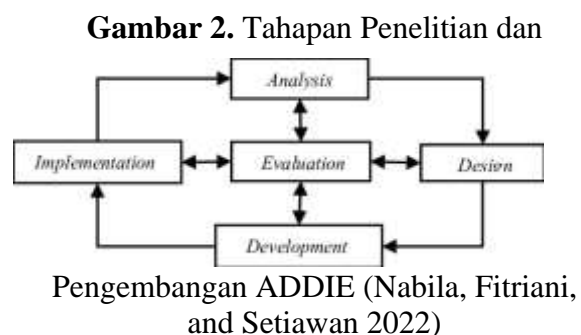 Gambar 2. Tahapan Penelitian dan
Analysis
Implementation
Evaluation
Design
Development
Pengembangan ADDIE (Nabila, Fitriani,
and Setiawan 2022)